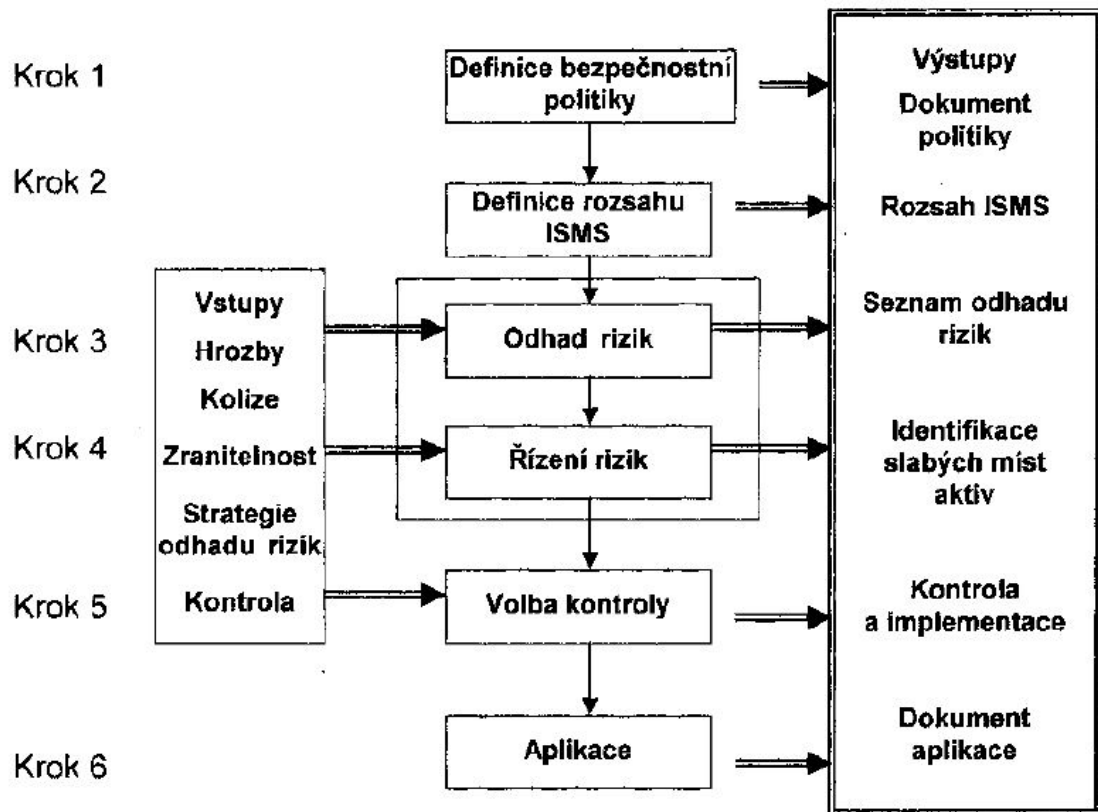 Krok 1
Definice bezpečnostní
politiky
Výstupy
Dokument
politiky
Krok 2
Definice rozsahu
ISMS
Rozsah ISMS
Vstupy
Krok 3
Hrozby
Odhad rizik
Seznam odhadu
rizik
Kolize
Krok 4
Zranitelnost
Řízení rizik
Identifikace
slabých míst
aktiv
Strategie
odhadu rizik
Krok 5
Kontrola
Volba kontroly
Kontrola
a implementace
Krok 6
Aplikace
Dokument
aplikace